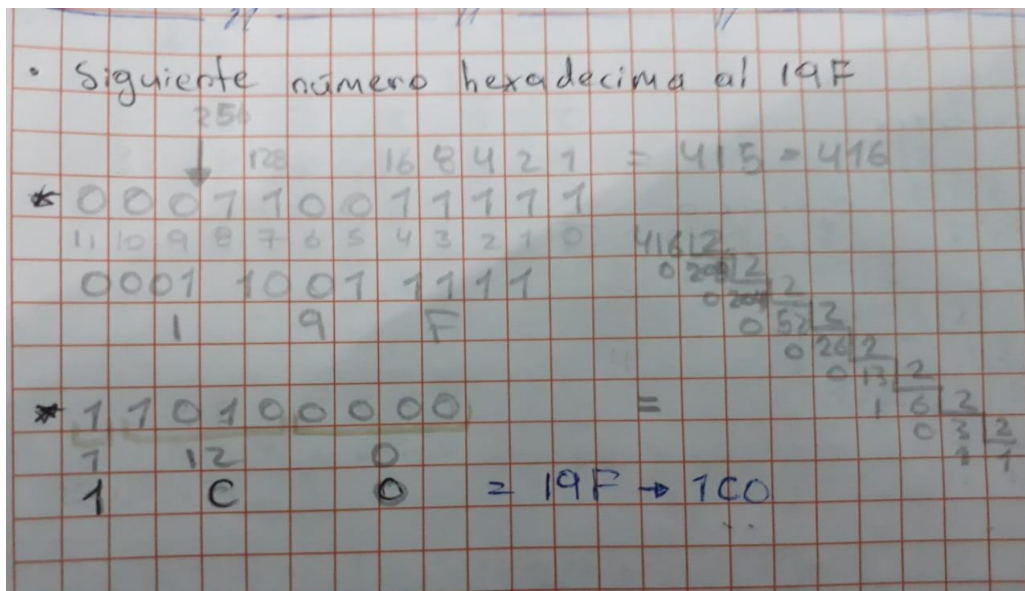 • Siguiente número hexadecima al 19F
256
128 16 8 4 2 1 = 415 = 416
* 0 0 0 1 1 0 0 1 1 1 1 1
11 10 9 8 7 6 5 4 3 2 1 0
416 2
0001 1001 1111
0 208 2
0 204 2
1 9 F
0 52 2
0 26 2
0 13 2
* 1 1 0 1 0 0 0 0 0 =
1 6 2
0 3 2
1 12 0
1 1
1 C 0 = 19F → 1C0